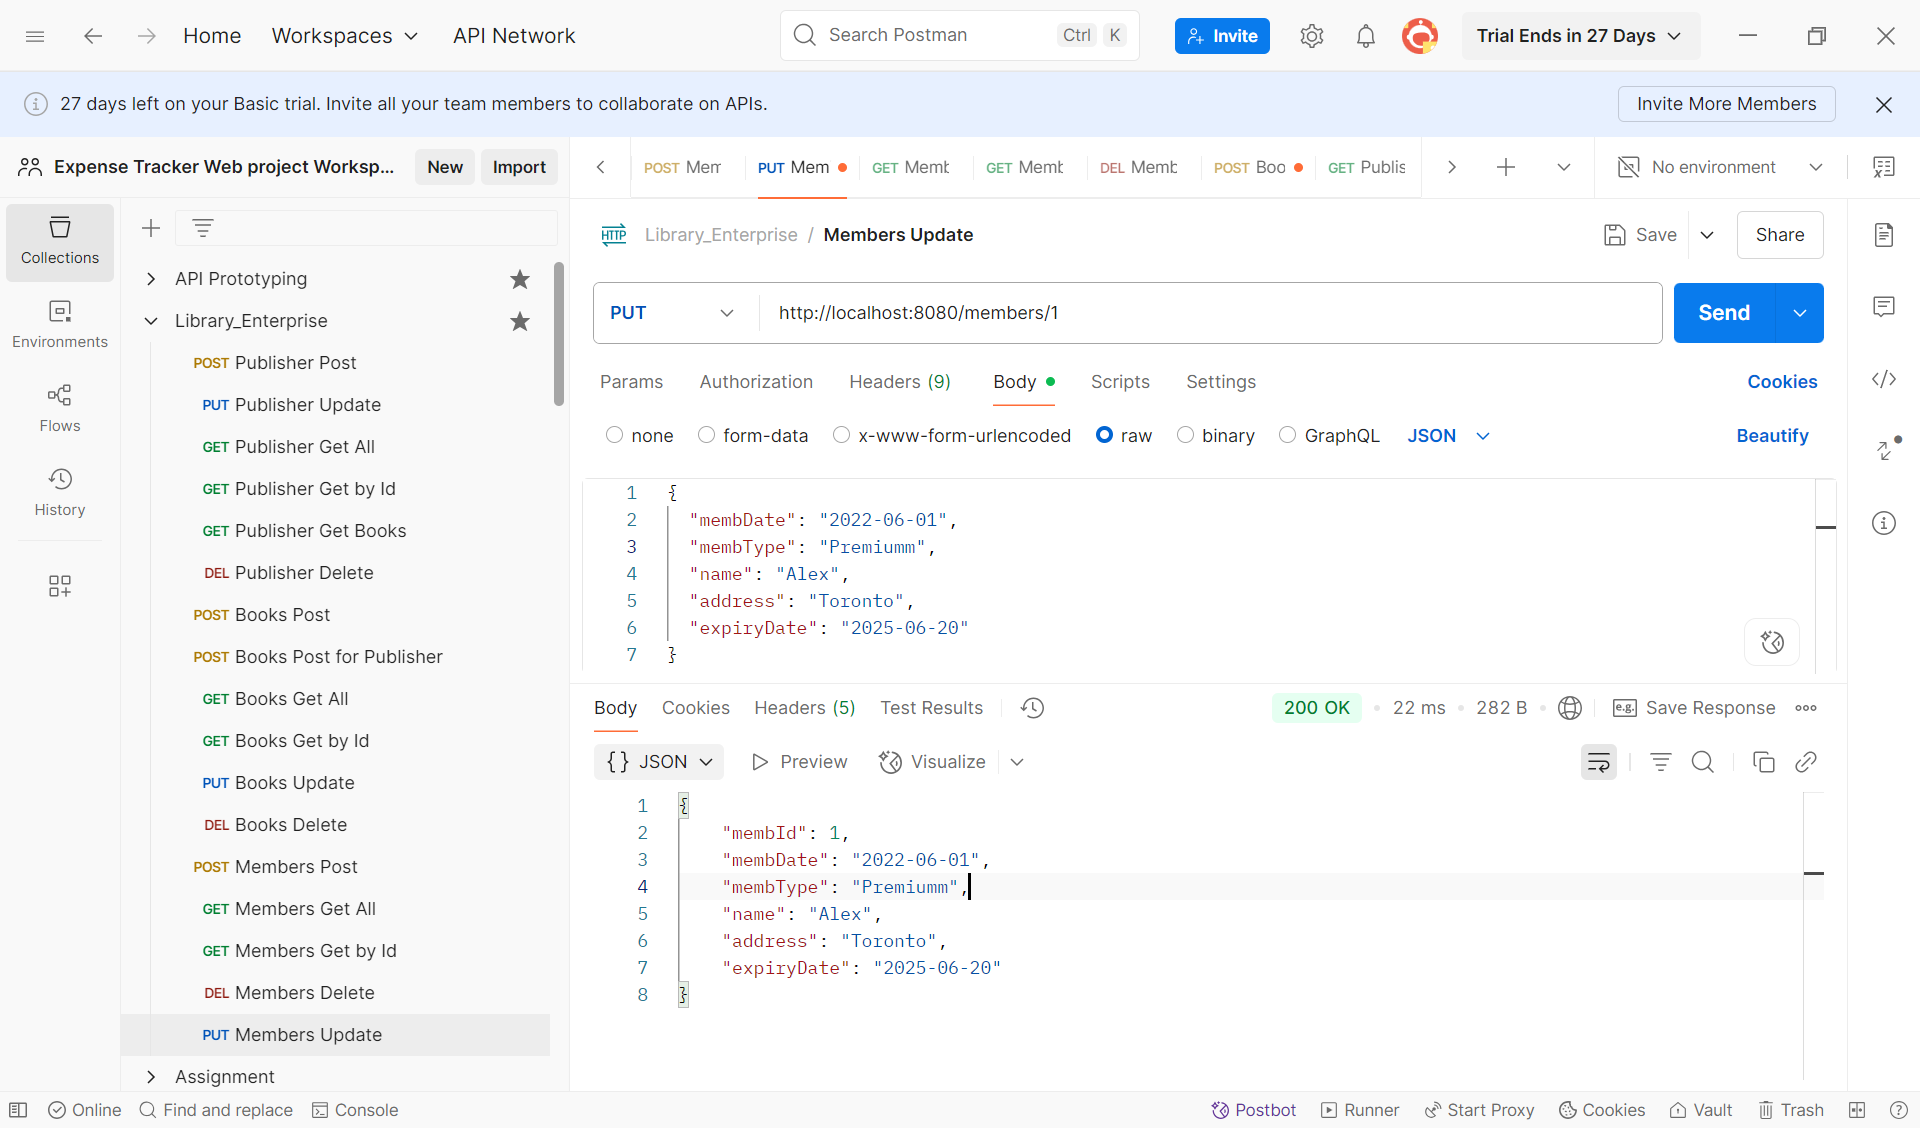 Home Workspaces API Network Search Postman Ctrl K Invite Trial Ends in 27 Days
27 days left on your Basic trial. Invite all your team members to collaborate on APIs. Invite More Members
Expense Tracker Web project Worksp... New Import
POST Mem PUT Mem GET Memb GET Memb DEL Memb POST Boo GET Publis No environment
Collections
Environments
Flows
History
API Prototyping
Library_Enterprise
POST Publisher Post
PUT Publisher Update
GET Publisher Get All
GET Publisher Get by Id
GET Publisher Get Books
DEL Publisher Delete
POST Books Post
POST Books Post for Publisher
GET Books Get All
GET Books Get by Id
PUT Books Update
DEL Books Delete
POST Members Post
GET Members Get All
GET Members Get by Id
DEL Members Delete
PUT Members Update
Assignment
HTTP Library_Enterprise / Members Update Save Share
PUT http://localhost:8080/members/1 Send
Params Authorization Headers (9) Body Scripts Settings Cookies
none form-data x-www-form-urlencoded raw binary GraphQL JSON Beautify
1 {
2 "membDate": "2022-06-01",
3 "membType": "Premiumm",
4 "name": "Alex",
5 "address": "Toronto",
6 "expiryDate": "2025-06-20"
7 }
Body Cookies Headers (5) Test Results 200 OK 22 ms 282 B e.g. Save Response
{} JSON Preview Visualize
1 {
2 "membId": 1,
3 "membDate": "2022-06-01",
4 "membType": "Premiumm",
5 "name": "Alex",
6 "address": "Toronto",
7 "expiryDate": "2025-06-20"
8 }
Online Find and replace Console Postbot Runner Start Proxy Cookies Vault Trash